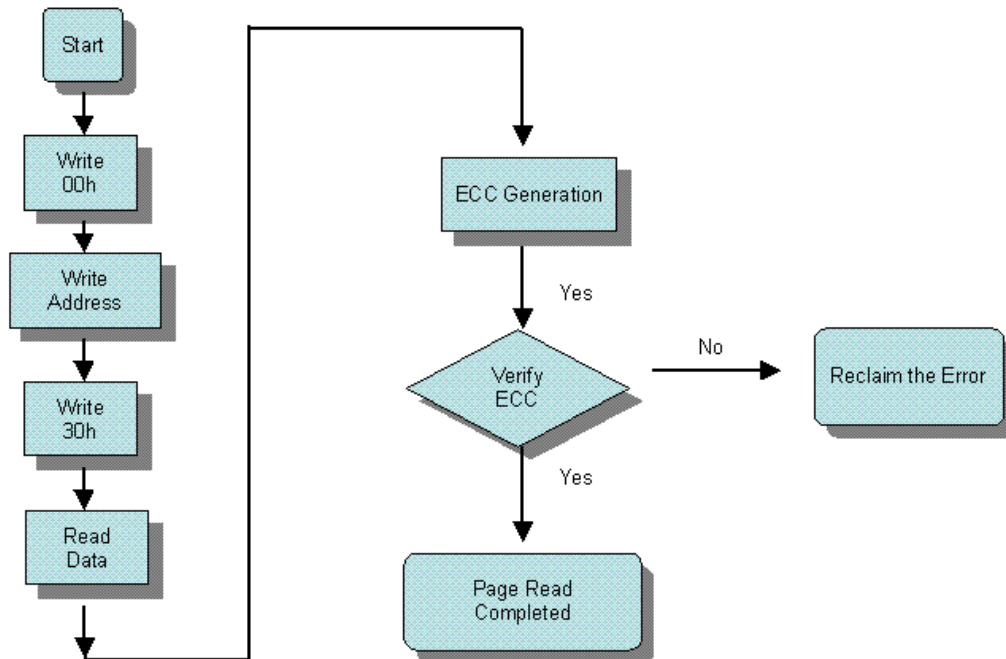 Start
Write
00h
Write
Address
Write
30h
Read
Data
ECC Generation
Yes
Verify
ECC
No
Reclaim the Error
Yes
Page Read
Completed